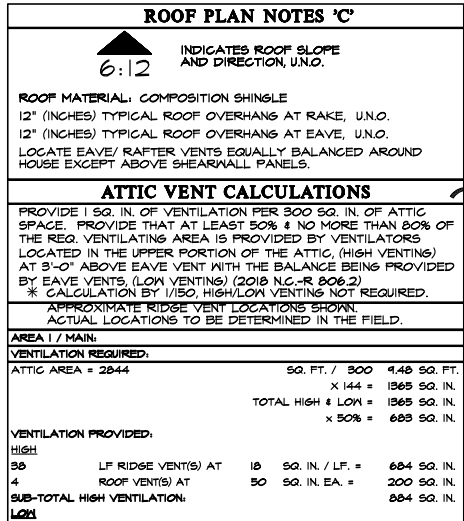 ROOF PLAN NOTES 'C'
INDICATES ROOF SLOPE
AND DIRECTION, U.N.O.
6:12
ROOF MATERIAL: COMPOSITION SHINGLE
12" (INCHES) TYPICAL ROOF OVERHANG AT RAKE, U.N.O.
12" (INCHES) TYPICAL ROOF OVERHANG AT EAVE, U.N.O.
LOCATE EAVE/ RAFTER VENTS EQUALLY BALANCED AROUND
HOUSE EXCEPT ABOVE SHEARWALL PANELS.
ATTIC VENT CALCULATIONS
PROVIDE 1 SQ. IN. OF VENTILATION PER 300 SQ. IN. OF ATTIC
SPACE. PROVIDE THAT AT LEAST 50% & NO MORE THAN 80% OF
THE REQ. VENTILATING AREA IS PROVIDED BY VENTILATORS
LOCATED IN THE UPPER PORTION OF THE ATTIC, (HIGH VENTING)
AT 3'-0" ABOVE EAVE VENT WITH THE BALANCE BEING PROVIDED
BY EAVE VENTS, (LOW VENTING) (2018 N.C.-R 806.2)
* CALCULATION BY 1/150, HIGH/LOW VENTING NOT REQUIRED.
APPROXIMATE RIDGE VENT LOCATIONS SHOWN.
ACTUAL LOCATIONS TO BE DETERMINED IN THE FIELD.
AREA 1 / MAIN:
VENTILATION REQUIRED:
ATTIC AREA = 2844 SQ. FT. / 300 9.48 SQ. FT.
X 144 = 1365 SQ. IN.
TOTAL HIGH & LOW = 1365 SQ. IN.
x 50% = 683 SQ. IN.
VENTILATION PROVIDED:
HIGH
38 LF RIDGE VENT(S) AT 18 SQ. IN. / LF. = 684 SQ. IN.
4 ROOF VENT(S) AT 50 SQ. IN. EA. = 200 SQ. IN.
SUB-TOTAL HIGH VENTILATION: 884 SQ. IN.
LOW